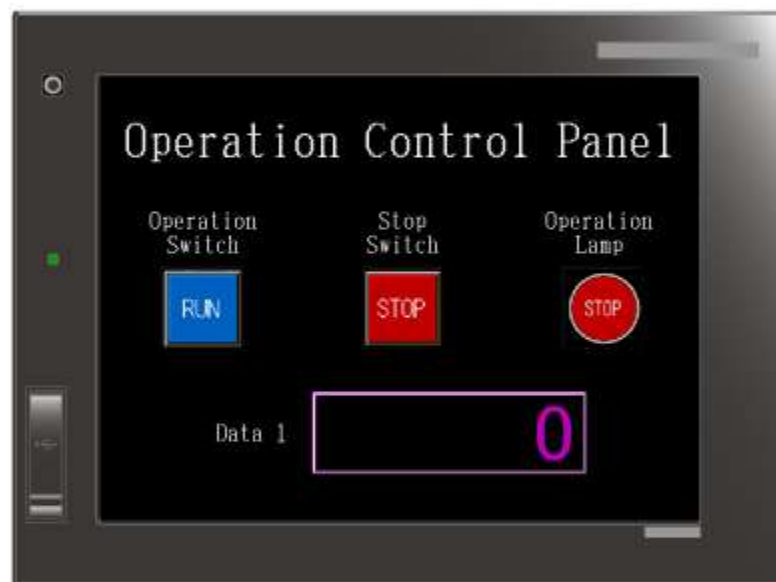 Operation Control Panel
Operation
Switch
Stop
Switch
Operation
Lamp
RUN
STOP
STOP
Data 1
0